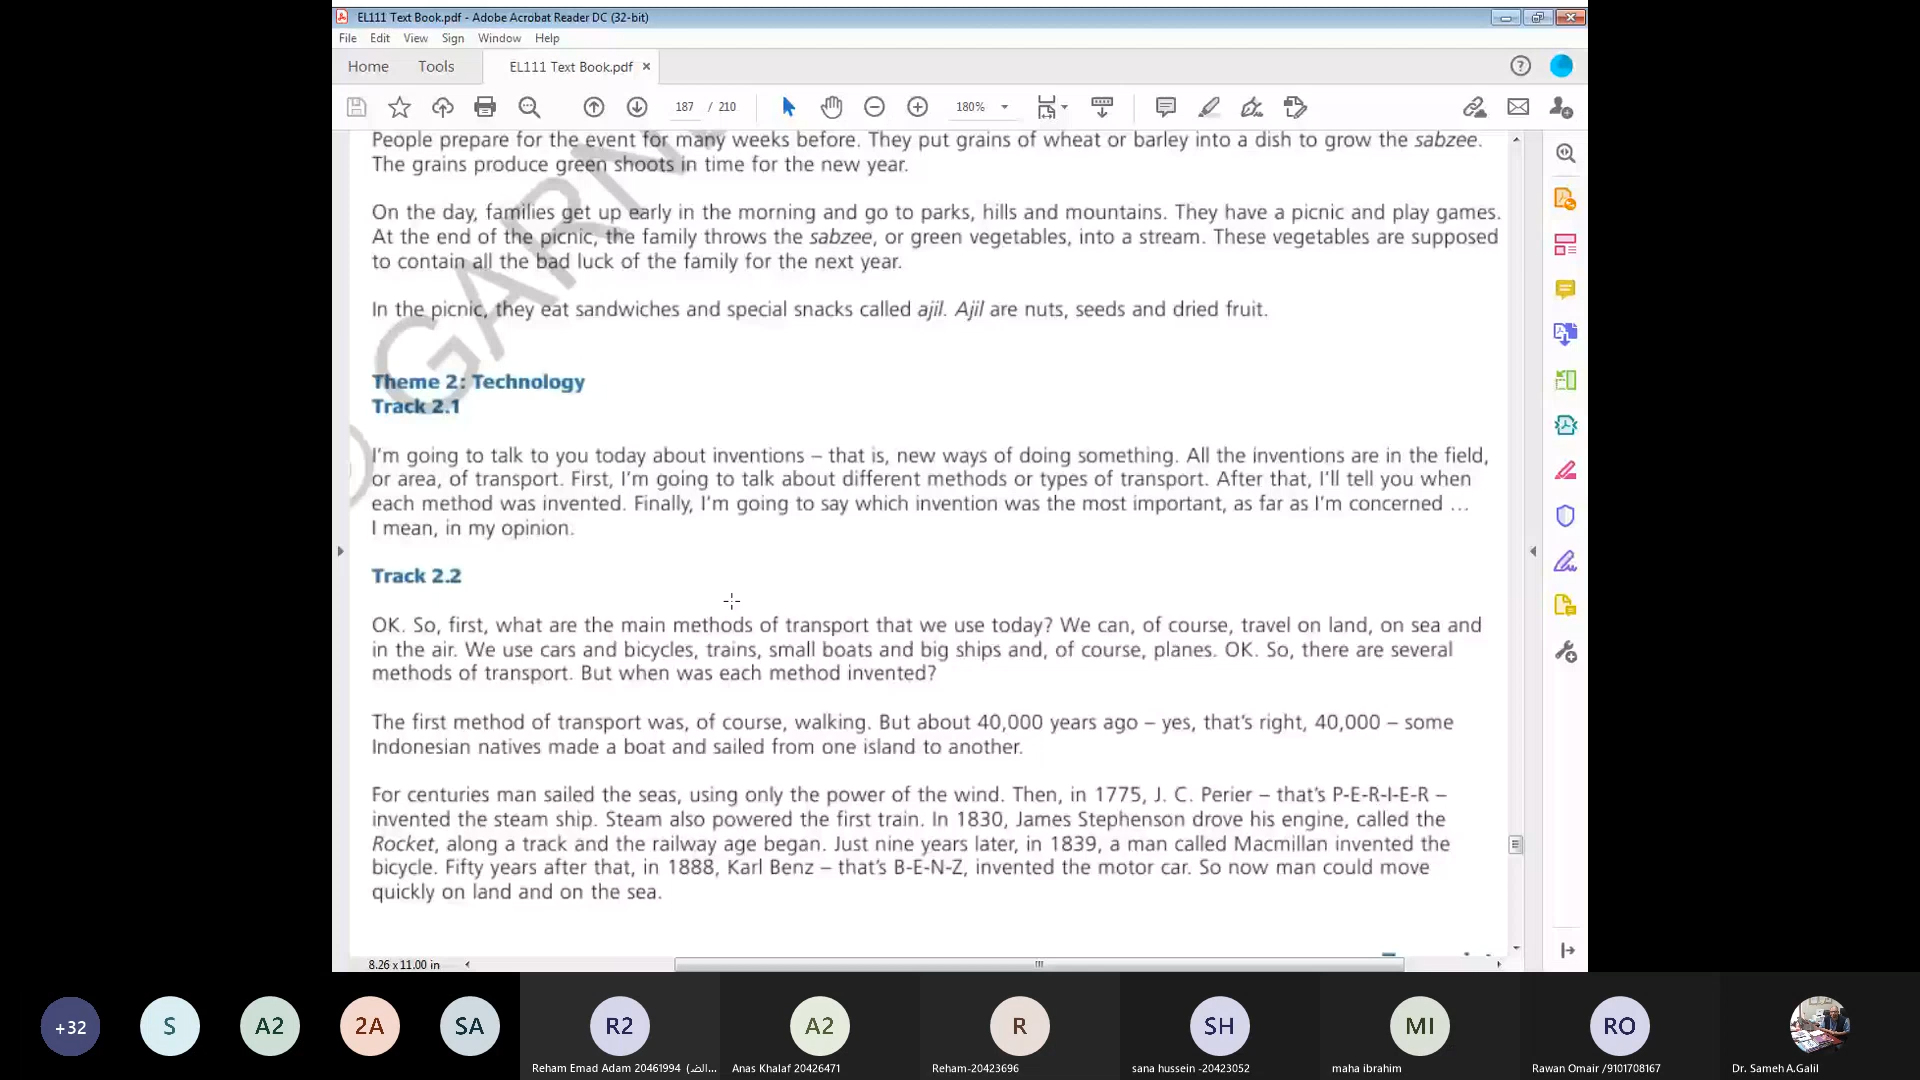 EL111 Text Book.pdf - Adobe Acrobat Reader DC (32-bit)
File Edit View Sign Window Help
Home Tools EL111 Text Book.pdf ×
187 / 210 180%
People prepare for the event for many weeks before. They put grains of wheat or barley into a dish to grow the sabzee.
The grains produce green shoots in time for the new year.
On the day, families get up early in the morning and go to parks, hills and mountains. They have a picnic and play games.
At the end of the picnic, the family throws the sabzee, or green vegetables, into a stream. These vegetables are supposed
to contain all the bad luck of the family for the next year.
In the picnic, they eat sandwiches and special snacks called ajil. Ajil are nuts, seeds and dried fruit.
© GARN
Theme 2: Technology
Track 2.1
I'm going to talk to you today about inventions – that is, new ways of doing something. All the inventions are in the field,
or area, of transport. First, I'm going to talk about different methods or types of transport. After that, I'll tell you when
each method was invented. Finally, I'm going to say which invention was the most important, as far as I'm concerned …
I mean, in my opinion.
Track 2.2
OK. So, first, what are the main methods of transport that we use today? We can, of course, travel on land, on sea and
in the air. We use cars and bicycles, trains, small boats and big ships and, of course, planes. OK. So, there are several
methods of transport. But when was each method invented?
The first method of transport was, of course, walking. But about 40,000 years ago – yes, that's right, 40,000 – some
Indonesian natives made a boat and sailed from one island to another.
For centuries man sailed the seas, using only the power of the wind. Then, in 1775, J. C. Perier – that's P-E-R-I-E-R –
invented the steam ship. Steam also powered the first train. In 1830, James Stephenson drove his engine, called the
Rocket, along a track and the railway age began. Just nine years later, in 1839, a man called Macmillan invented the
bicycle. Fifty years after that, in 1888, Karl Benz – that's B-E-N-Z, invented the motor car. So now man could move
quickly on land and on the sea.
8.26 x 11.00 in
+32 S A2 2A SA R2 A2 R SH MI RO
Reham Emad Adam 20461994 Anas Khalaf 20426471 Reham-20423696 sana hussein -20423052 maha ibrahim Rawan Omair /9101708167 Dr. Sameh A.Galil